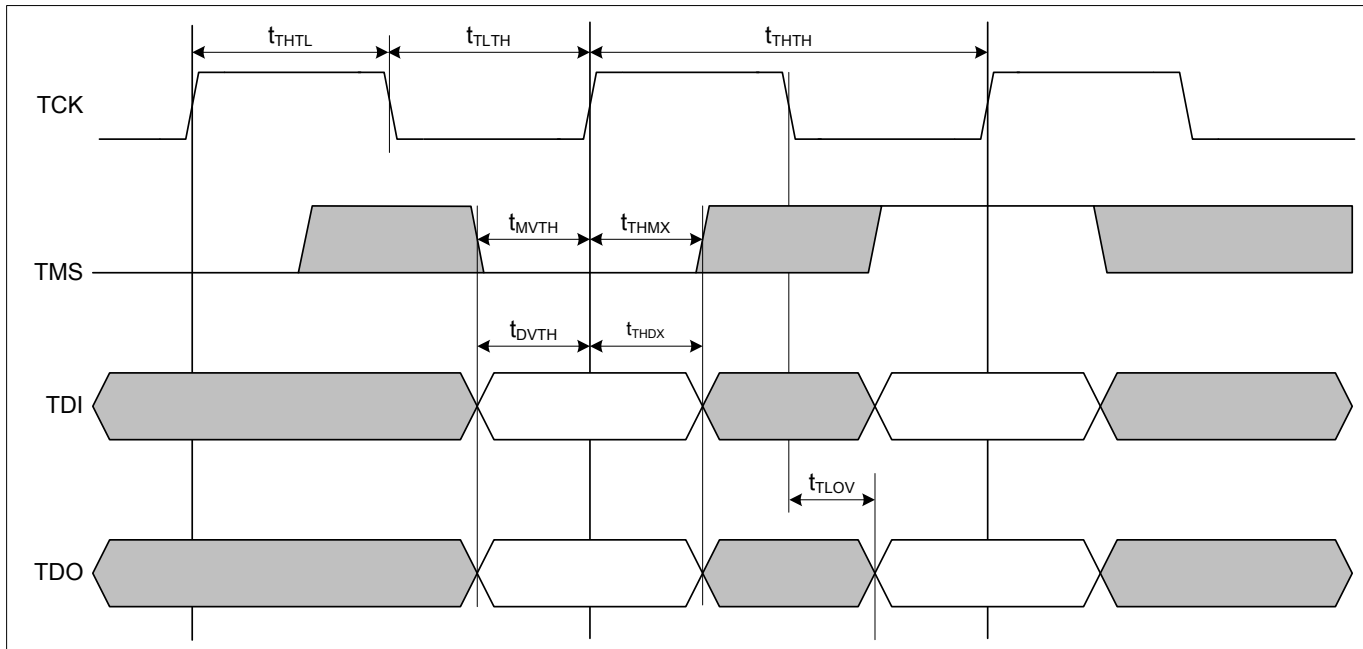 tTHTL tTLTH tTHTH
TCK
tMVTH tTHMX
TMS
tDVTH tTHDX
TDI
tTLOV
TDO